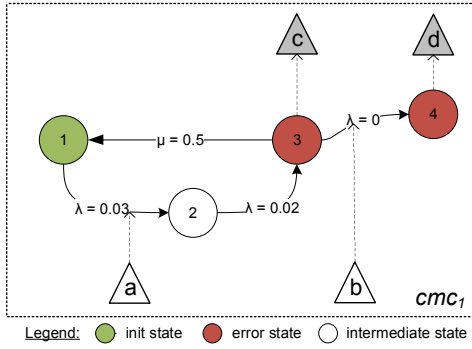 c
d
1
μ = 0.5
3
λ = 0
4
λ = 0.03
2
λ = 0.02
a
b
cmc₁
Legend: init state error state intermediate state